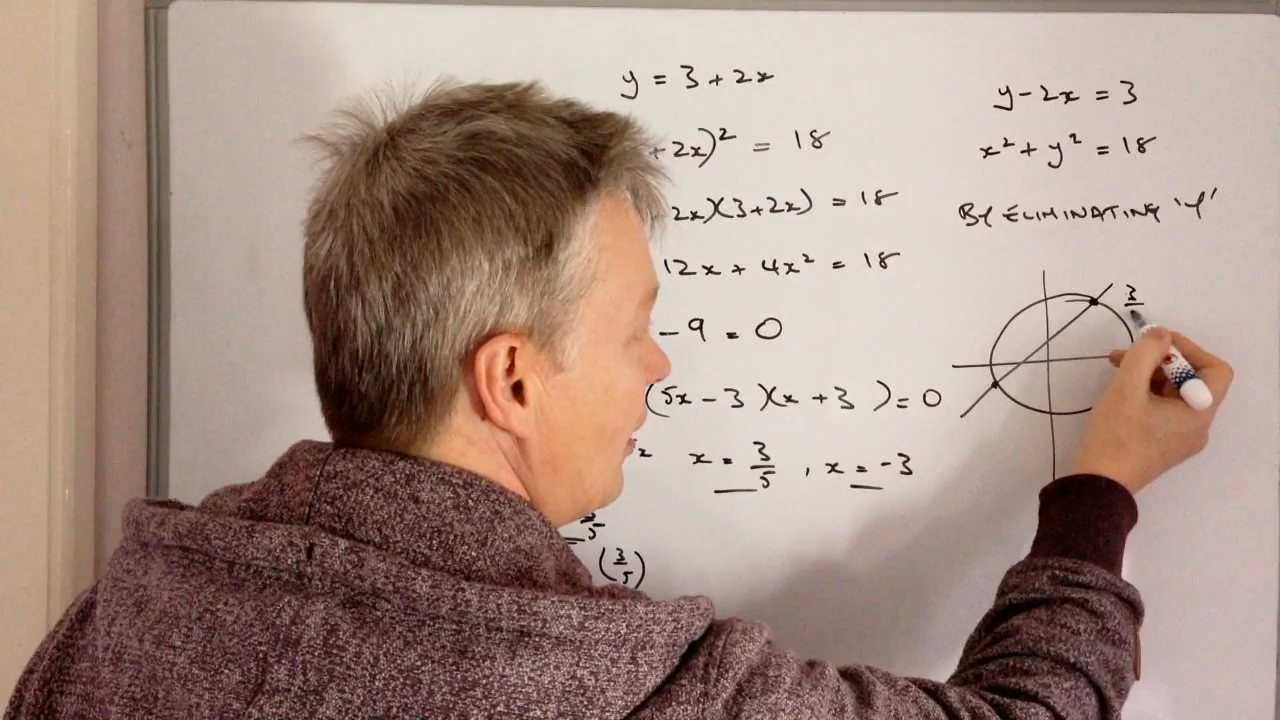 y = 3 + 2x
+ 2x)² = 18
2x)(3+2x) = 18
12x + 4x² = 18
- 9 = 0
(5x - 3)(x + 3) = 0
x = 3/5, x = -3
(3/5)
y - 2x = 3
x² + y² = 18
BY ELIMINATING 'y'
3